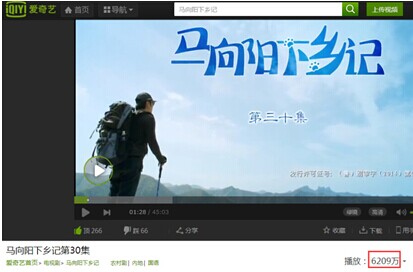 iQIYI 爱奇艺 首页 导航 马向阳下乡记 上传视频
马向阳下乡记
第三十集
01:28 / 45:03
顶 266 踩 66 分享 收藏 下载
马向阳下乡记第30集
播放：6209万
爱奇艺首页> 电视剧> 马向阳下乡记 农村剧| 内地| 国语